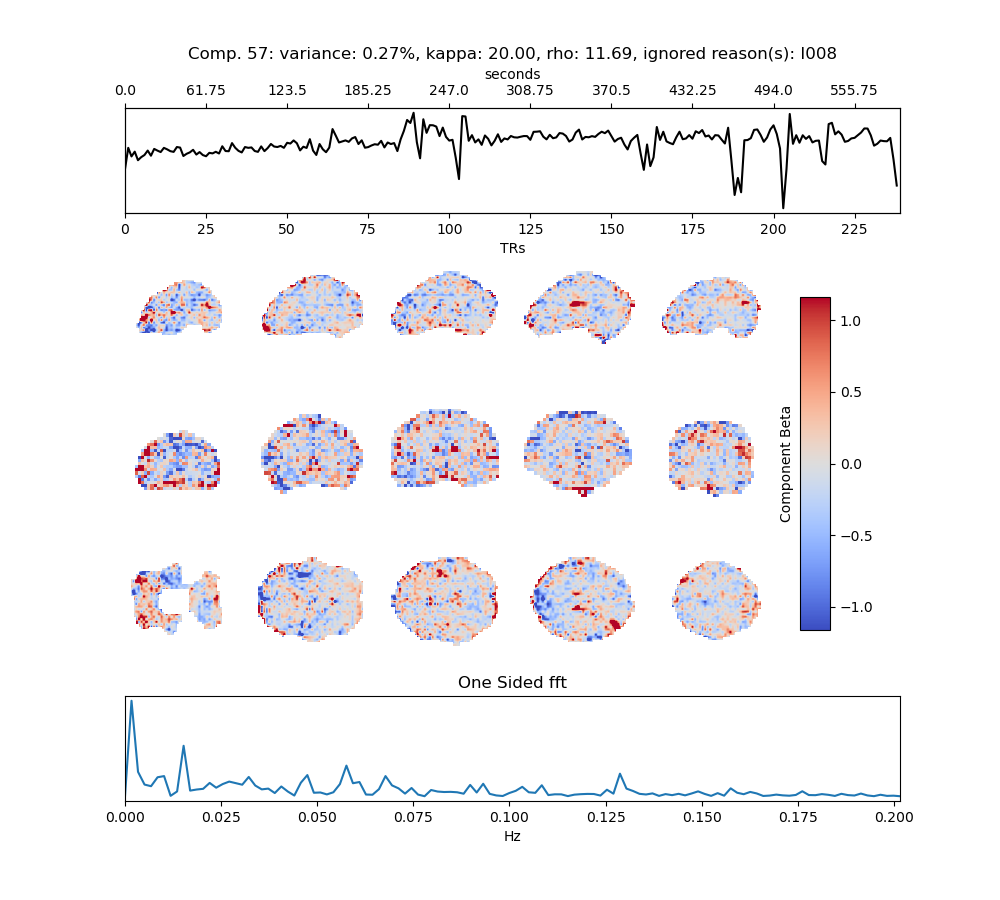 Comp. 57: variance: 0.27%, kappa: 20.00, rho: 11.69, ignored reason(s): I008
seconds
0.0 61.75 123.5 185.25 247.0 308.75 370.5 432.25 494.0 555.75
0 25 50 75 100 125 150 175 200 225
TRs
1.0
0.5
0.0
−0.5
−1.0
Component Beta
One Sided fft
0.000 0.025 0.050 0.075 0.100 0.125 0.150 0.175 0.200
Hz